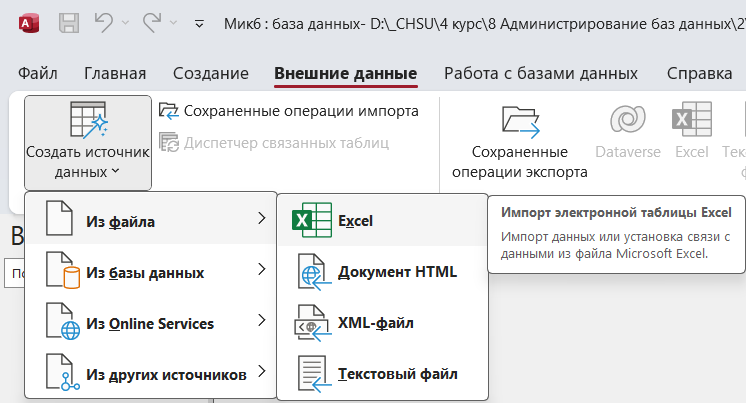 Мик6 : база данных- D:\_CHSU\4 курс\8 Администрирование баз данных\2\
Файл Главная Создание Внешние данные Работа с базами данных Справка
Создать источник данных
Сохраненные операции импорта
Диспетчер связанных таблиц
Сохраненные операции экспорта
Dataverse
Excel
Из файла
Из базы данных
Из Online Services
Из других источников
Excel
Документ HTML
XML-файл
Текстовый файл
Импорт электронной таблицы Excel
Импорт данных или установка связи с
данными из файла Microsoft Excel.